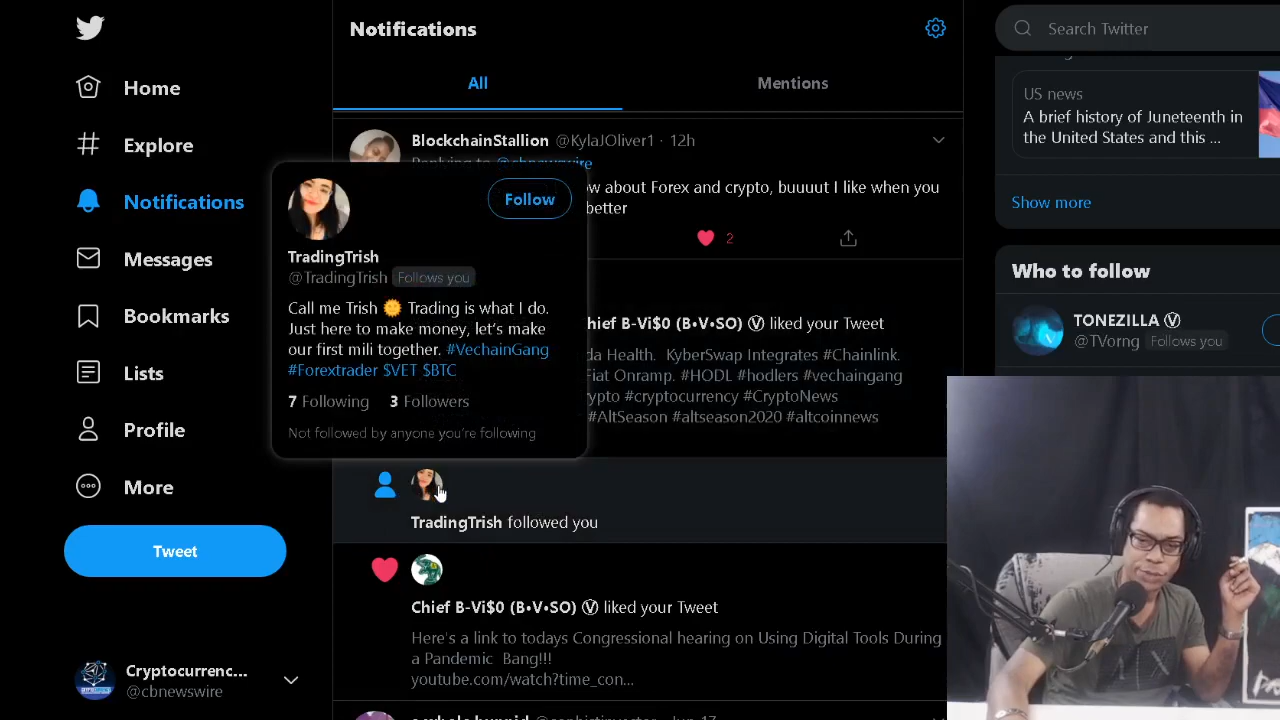 Home
Explore
Notifications
Messages
Bookmarks
Lists
Profile
More
Tweet
Cryptocurrenc...
@cbnewswire
Notifications
All
Mentions
BlockchainStallion @KylaJOliver1 · 12h
Replying to @cbnewswire
about Forex and crypto, buuuut I like when you
better
2
TradingTrish
@TradingTrish Follows you
Follow
Call me Trish 🌞 Trading is what I do.
Just here to make money, let's make
our first mili together. #VechainGang
#Forextrader $VET $BTC
7 Following 3 Followers
Not followed by anyone you're following
hief B-Vi$0 (B•V•SO) Ⓥ liked your Tweet
da Health. KyberSwap Integrates #Chainlink.
Fiat Onramp. #HODL #hodlers #vechaingang
#cryptocurrency #CryptoNews
#AltSeason #altseason2020 #altcoinnews
TradingTrish followed you
Chief B-Vi$0 (B•V•SO) Ⓥ liked your Tweet
Here's a link to todays Congressional hearing on Using Digital Tools During
a Pandemic Bang!!!
youtube.com/watch?time_con...
Search Twitter
US news
A brief history of Juneteenth in
the United States and this ...
Show more
Who to follow
TONEZILLA Ⓥ
@TVorng Follows you